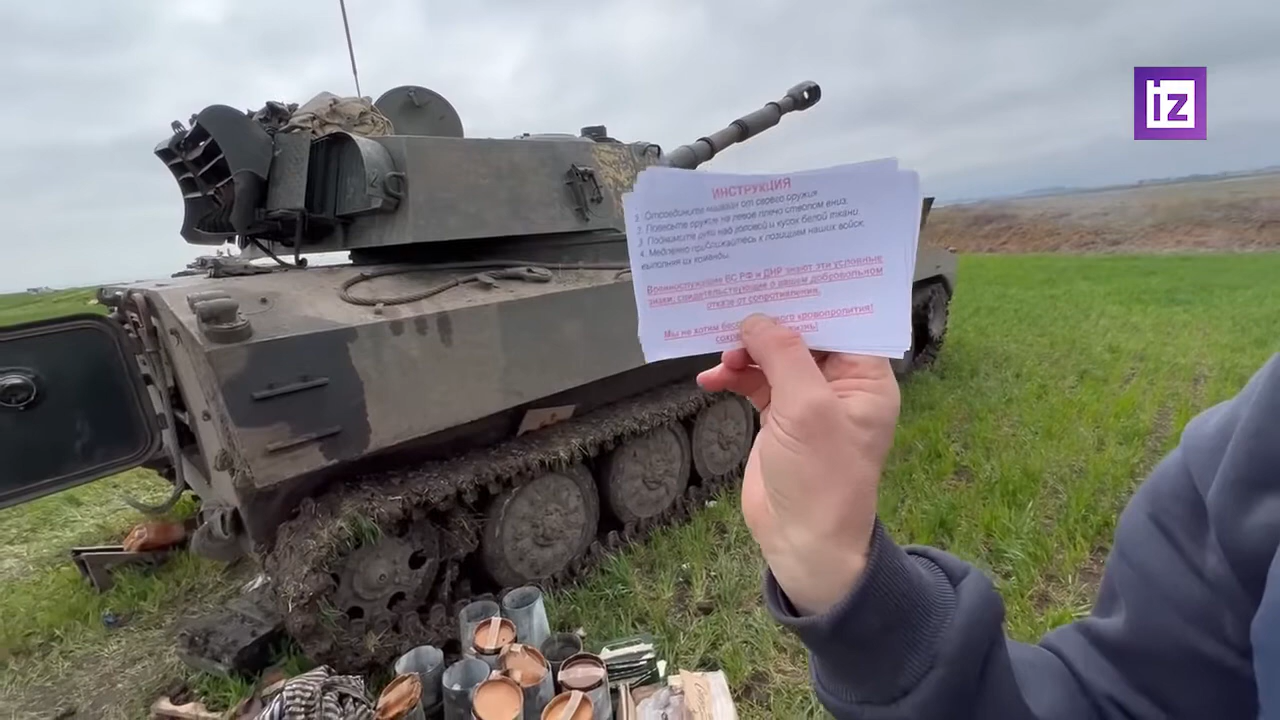 iz
ИНСТРУКЦИЯ
Отсоедините магазин от своего оружия
2. Повесьте оружие на левое плечо стволом вниз.
3. Поднимите руки над головой и кусок белой ткани.
4. Медленно приближайтесь к позициям наших войск,
выполняя их команды.
Военнослужащие ВС РФ и ДНР знают эти условные
знаки, свидетельствующие о вашем добровольном
отказе от сопротивления.
Мы не хотим кровопролития!
2